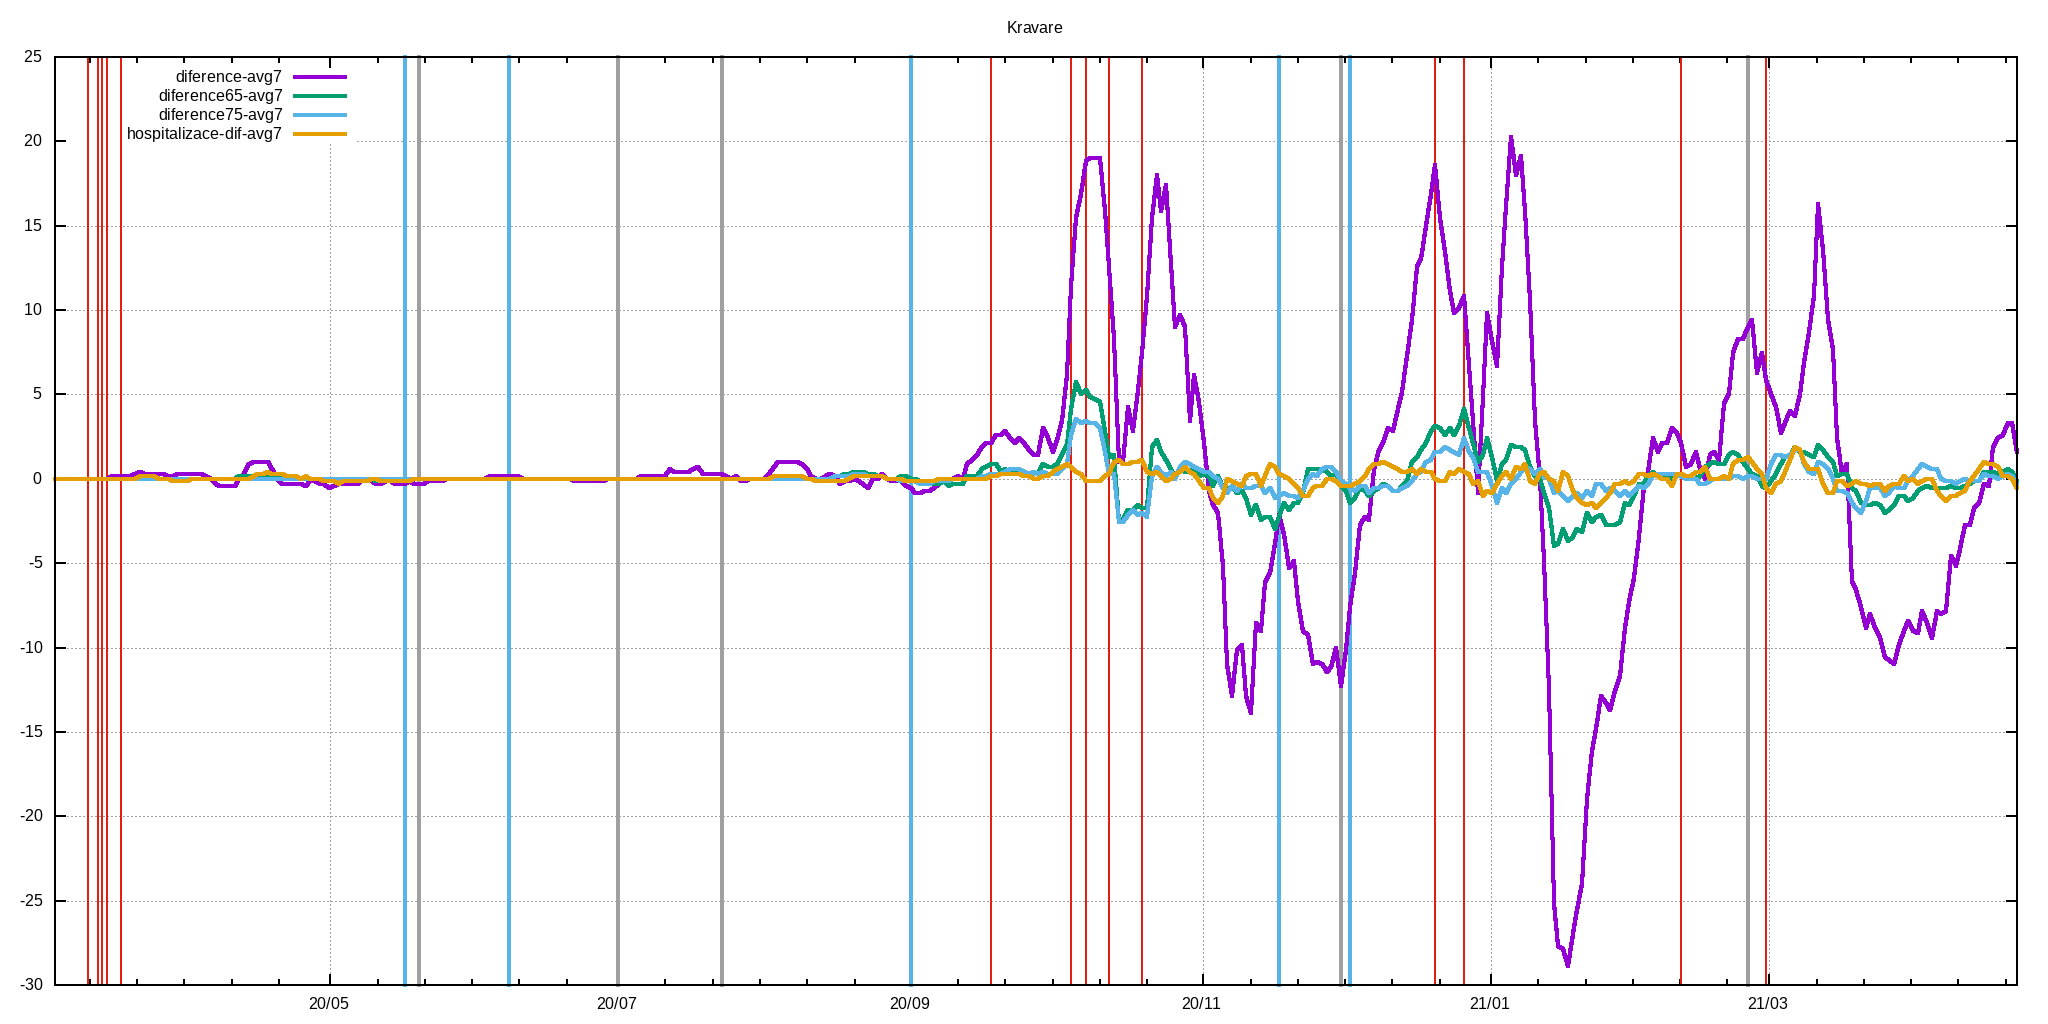 Kravare
25
diference-avg7
diference65-avg7
diference75-avg7
hospitalizace-dif-avg7
20
15
10
5
0
-5
-10
-15
-20
-25
-30
20/05 20/07 20/09 20/11 21/01 21/03